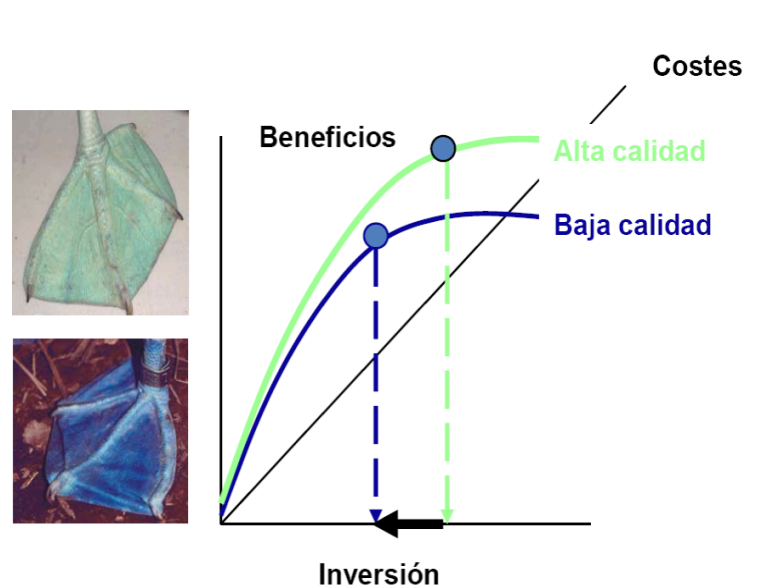 Costes
Beneficios
Alta calidad
Baja calidad
Inversión